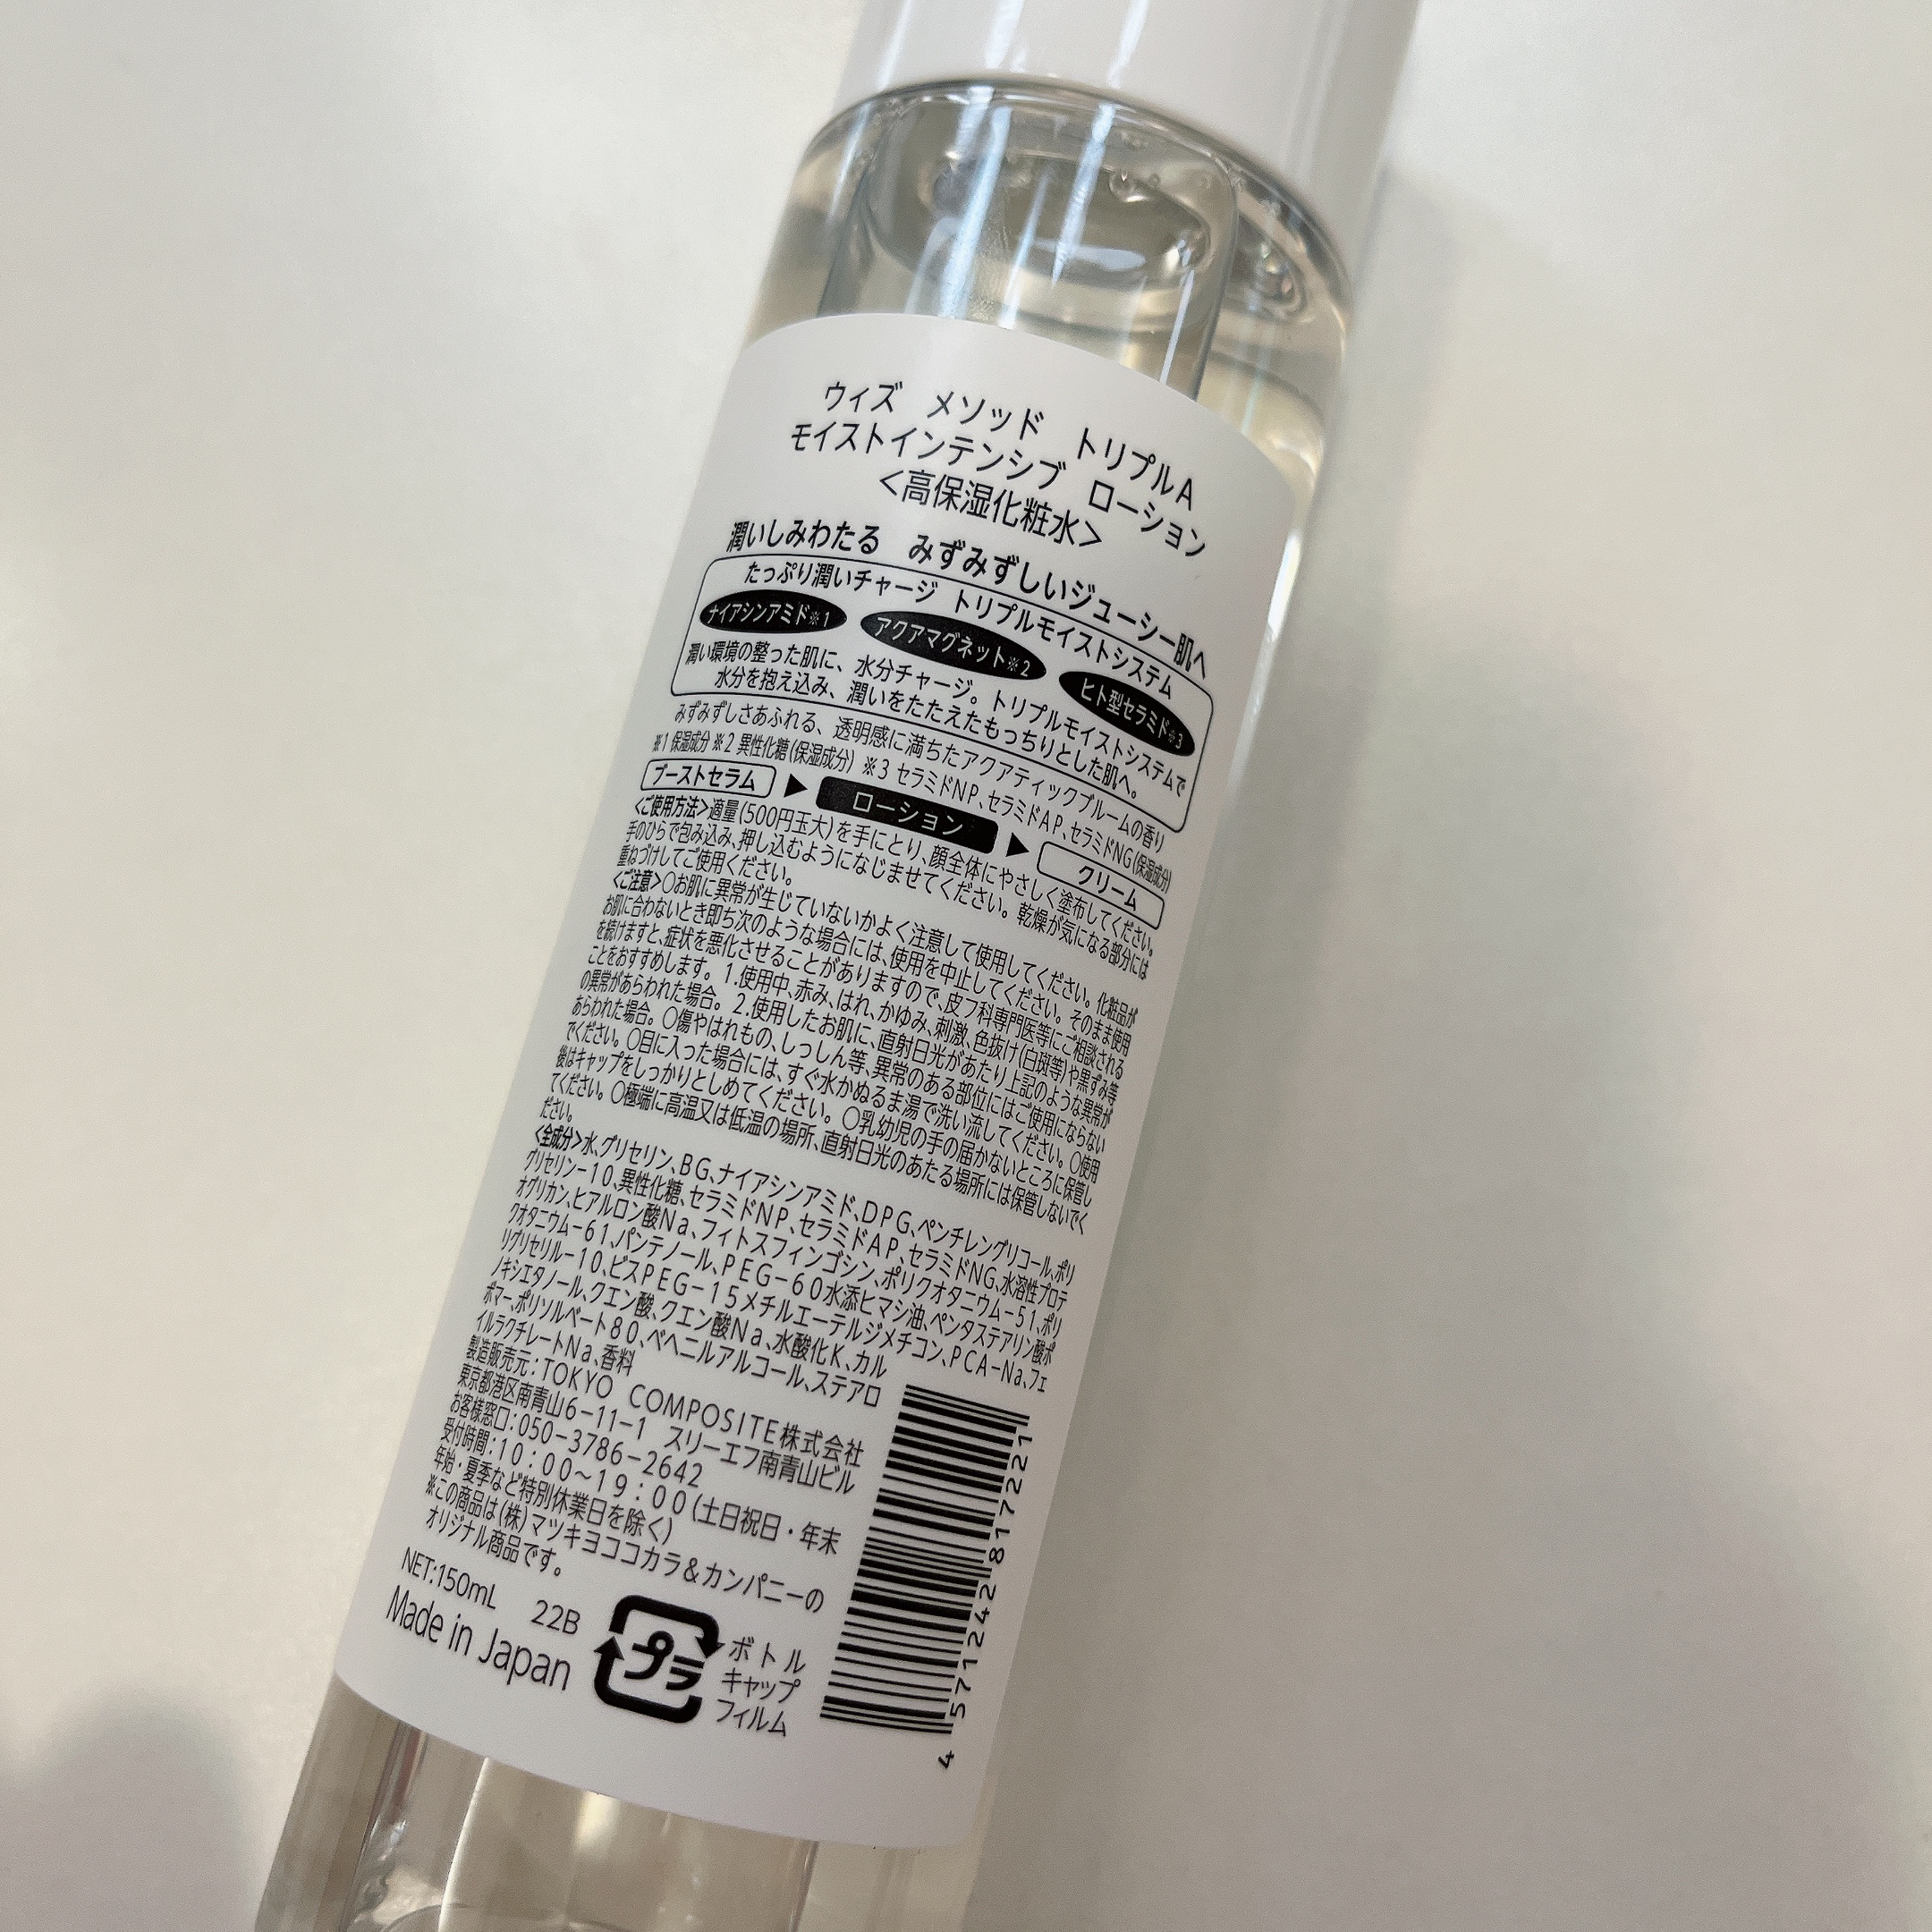 ウィズ メソッド トリプルA
モイストインテンシブ ローション
<高保湿化粧水>
潤いしみわたる みずみずしいジューシー肌へ
たっぷり潤いチャージ トリプルモイストシステム
ナイアシンアミド※1 アクアマグネット※2 ヒト型セラミド※3
潤い環境の整った肌に、水分チャージ。トリプルモイストシステムで
水分を抱え込み、潤いをたたえたもっちりとした肌へ。
みずみずしさあふれる、透明感に満ちたアクアティックブルームの香り
※1 保湿成分 ※2 異性化糖(保湿成分) ※3 セラミドNP、セラミドAP、セラミドNG(保湿成分)
ブーストセラム ▶ ローション ▶ クリーム
<ご使用方法>適量(500円玉大)を手にとり、顔全体にやさしく塗布してください。
手のひらで包み込み、押し込むようになじませてください。乾燥が気になる部分には
重ねづけしてご使用ください。
<ご注意>○お肌に異常が生じていないかよく注意して使用してください。化粧品が
お肌に合わないとき即ち次のような場合には、使用を中止してください。そのまま使用
を続けますと、症状を悪化させることがありますので、皮フ科専門医等にご相談される
ことをおすすめします。1.使用中、赤み、はれ、かゆみ、刺激、色抜け(白斑等)や黒ずみ等
の異常があらわれた場合。2.使用したお肌に、直射日光があたり上記のような異常が
あらわれた場合。○傷やはれもの、しっしん等、異常のある部位にはご使用にならない
でください。○目に入った場合には、すぐ水かぬるま湯で洗い流してください。○使用
後はキャップをしっかりとしめてください。○乳幼児の手の届かないところに保管し
てください。○極端に高温又は低温の場所、直射日光のあたる場所には保管しないでく
ださい。
<全成分>水、グリセリン、BG、ナイアシンアミド、DPG、ペンチレングリコール、ポリ
グリセリン−10、異性化糖、セラミドNP、セラミドAP、セラミドNG、水溶性プロテ
オグリカン、ヒアルロン酸Na、フィトスフィンゴシン、ポリクオタニウム−51、ポリ
クオタニウム−61、パンテノール、PEG−60水添ヒマシ油、ペンタステアリン酸ポ
リグリセリル−10、ビスPEG−15メチルエーテルジメチコン、PCA−Na、フェ
ノキシエタノール、クエン酸、クエン酸Na、水酸化K、カル
ボマー、ポリソルベート80、ベヘニルアルコール、ステアロ
イルラクチレートNa、香料
製造販売元:TOKYO COMPOSITE株式会社
東京都港区南青山6−11−1 スリーエフ南青山ビル
お客様窓口:050−3786−2642
受付時間:10:00〜19:00(土日祝日・年末
年始・夏季など特別休業日を除く)
※この商品は(株)マツキヨココカラ&カンパニーの
オリジナル商品です。
NET:150mL 22B
Made in Japan
プラ
ボトル
キャップ
フィルム
4 571242 817221